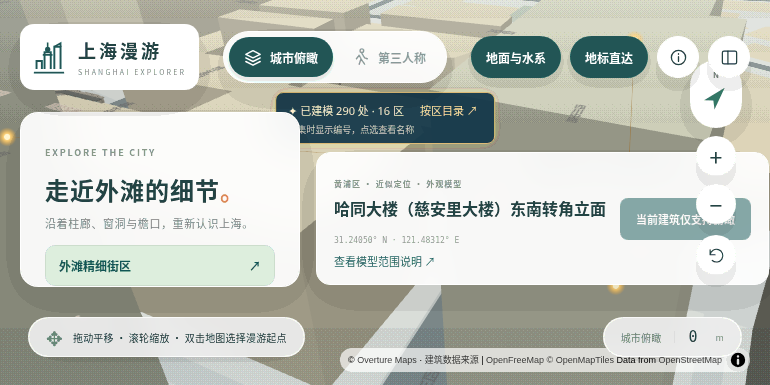 上海漫游
SHANGHAI EXPLORER
城市俯瞰
第三人称
地面与水系
地标直达
N
✦ 已建模 290 处 · 16 区 按区目录 ↗
集时显示编号，点选查看名称
EXPLORE THE CITY
走近外滩的细节。
沿着柱廊、窗洞与檐口，重新认识上海。
外滩精细街区 ↗
黄浦区 · 近似定位 · 外观模型
哈同大楼（慈安里大楼）东南转角立面
31.24050° N · 121.48312° E
查看模型范围说明 ↗
当前建筑仅支
拖动平移 · 滚轮缩放 · 双击地图选择漫游起点
城市俯瞰 0 m
© Overture Maps · 建筑数据来源 | OpenFreeMap © OpenMapTiles Data from OpenStreetMap